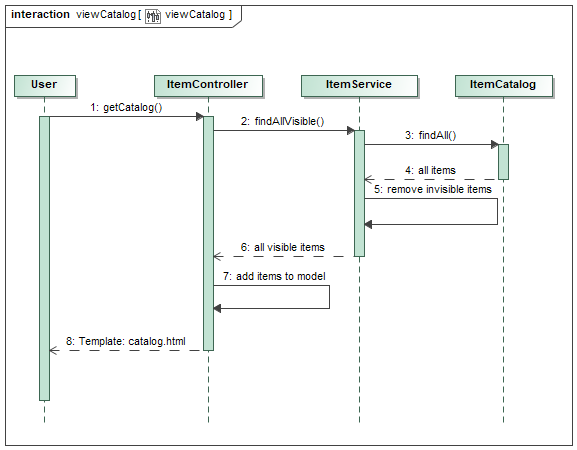 interaction viewCatalog[ viewCatalog ]
User
ItemController
ItemService
ItemCatalog
1: getCatalog()
2: findAllVisible()
3: findAll()
4: all items
5: remove invisible items
6: all visible items
7: add items to model
8: Template: catalog.html